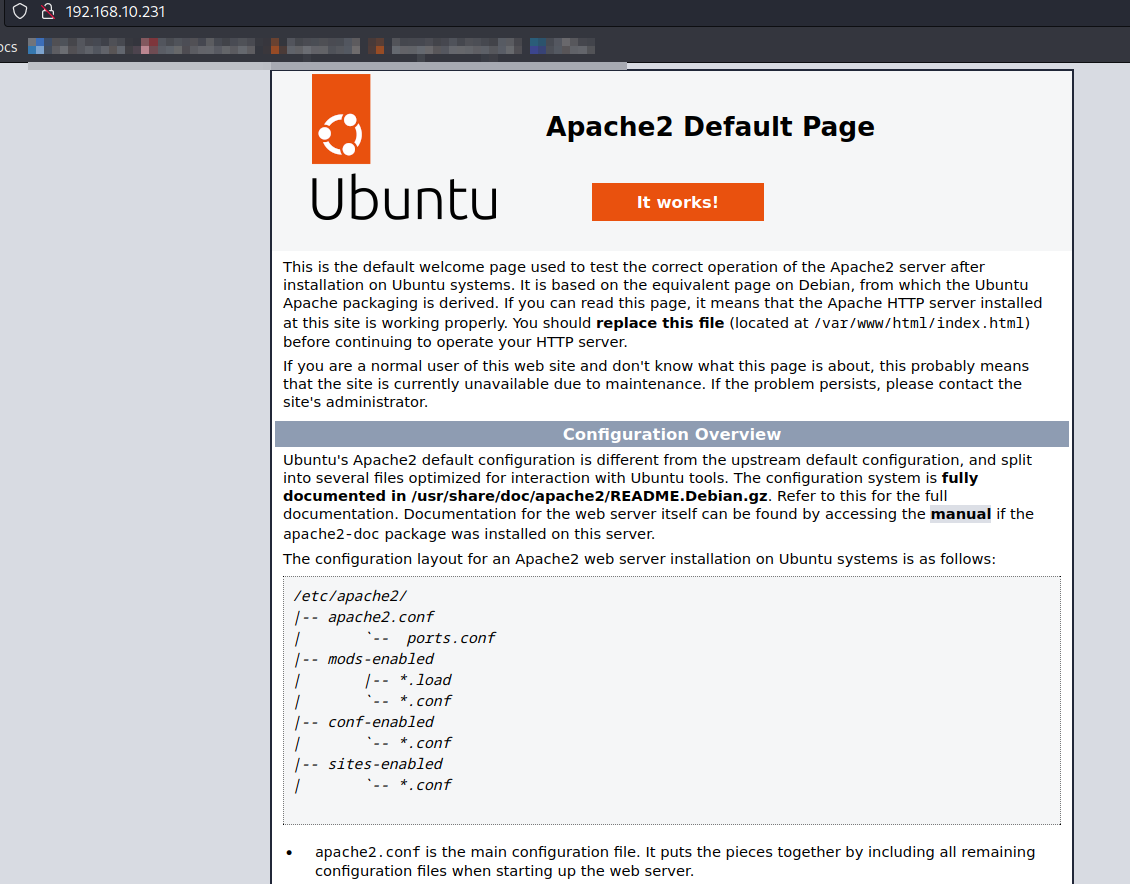 192.168.10.231
ocs
Apache2 Default Page
Ubuntu
It works!
This is the default welcome page used to test the correct operation of the Apache2 server after
installation on Ubuntu systems. It is based on the equivalent page on Debian, from which the Ubuntu
Apache packaging is derived. If you can read this page, it means that the Apache HTTP server installed
at this site is working properly. You should replace this file (located at /var/www/html/index.html)
before continuing to operate your HTTP server.
If you are a normal user of this web site and don't know what this page is about, this probably means
that the site is currently unavailable due to maintenance. If the problem persists, please contact the
site's administrator.
Configuration Overview
Ubuntu's Apache2 default configuration is different from the upstream default configuration, and split
into several files optimized for interaction with Ubuntu tools. The configuration system is fully
documented in /usr/share/doc/apache2/README.Debian.gz. Refer to this for the full
documentation. Documentation for the web server itself can be found by accessing the manual if the
apache2-doc package was installed on this server.
The configuration layout for an Apache2 web server installation on Ubuntu systems is as follows:
/etc/apache2/
|-- apache2.conf
|       `--  ports.conf
|-- mods-enabled
|       |-- *.load
|       `-- *.conf
|-- conf-enabled
|       `-- *.conf
|-- sites-enabled
|       `-- *.conf
• apache2.conf is the main configuration file. It puts the pieces together by including all remaining
configuration files when starting up the web server.